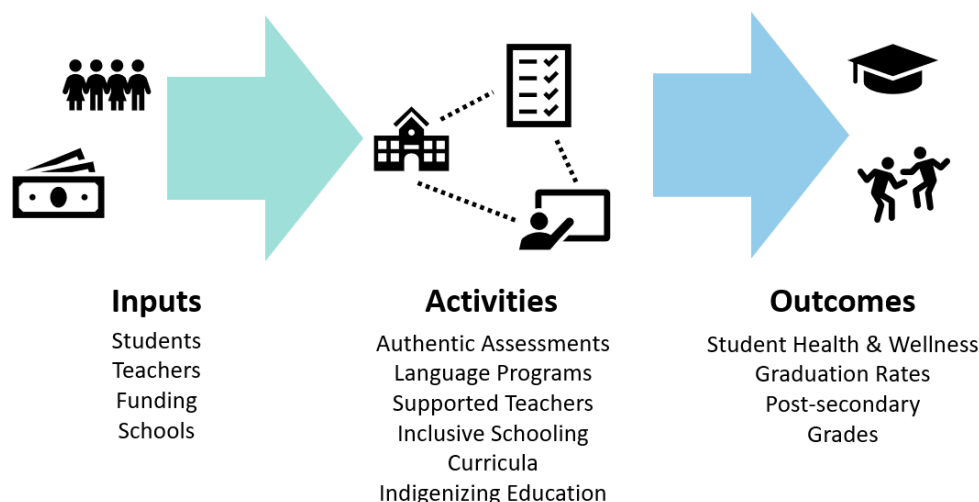 Inputs
Students
Teachers
Funding
Schools
Activities
Authentic Assessments
Language Programs
Supported Teachers
Inclusive Schooling
Curricula
Indigenizing Education
Outcomes
Student Health & Wellness
Graduation Rates
Post-secondary
Grades